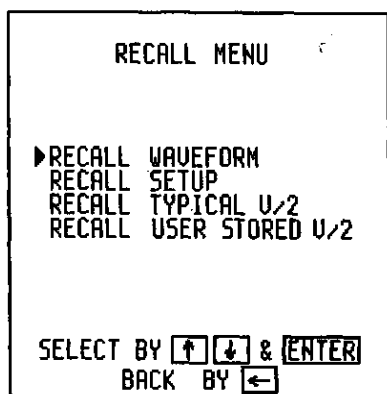 RECALL MENU
▶RECALL WAVEFORM
RECALL SETUP
RECALL TYPICAL V/2
RECALL USER STORED V/2
SELECT BY ↑ ↓ & ENTER
BACK BY ←